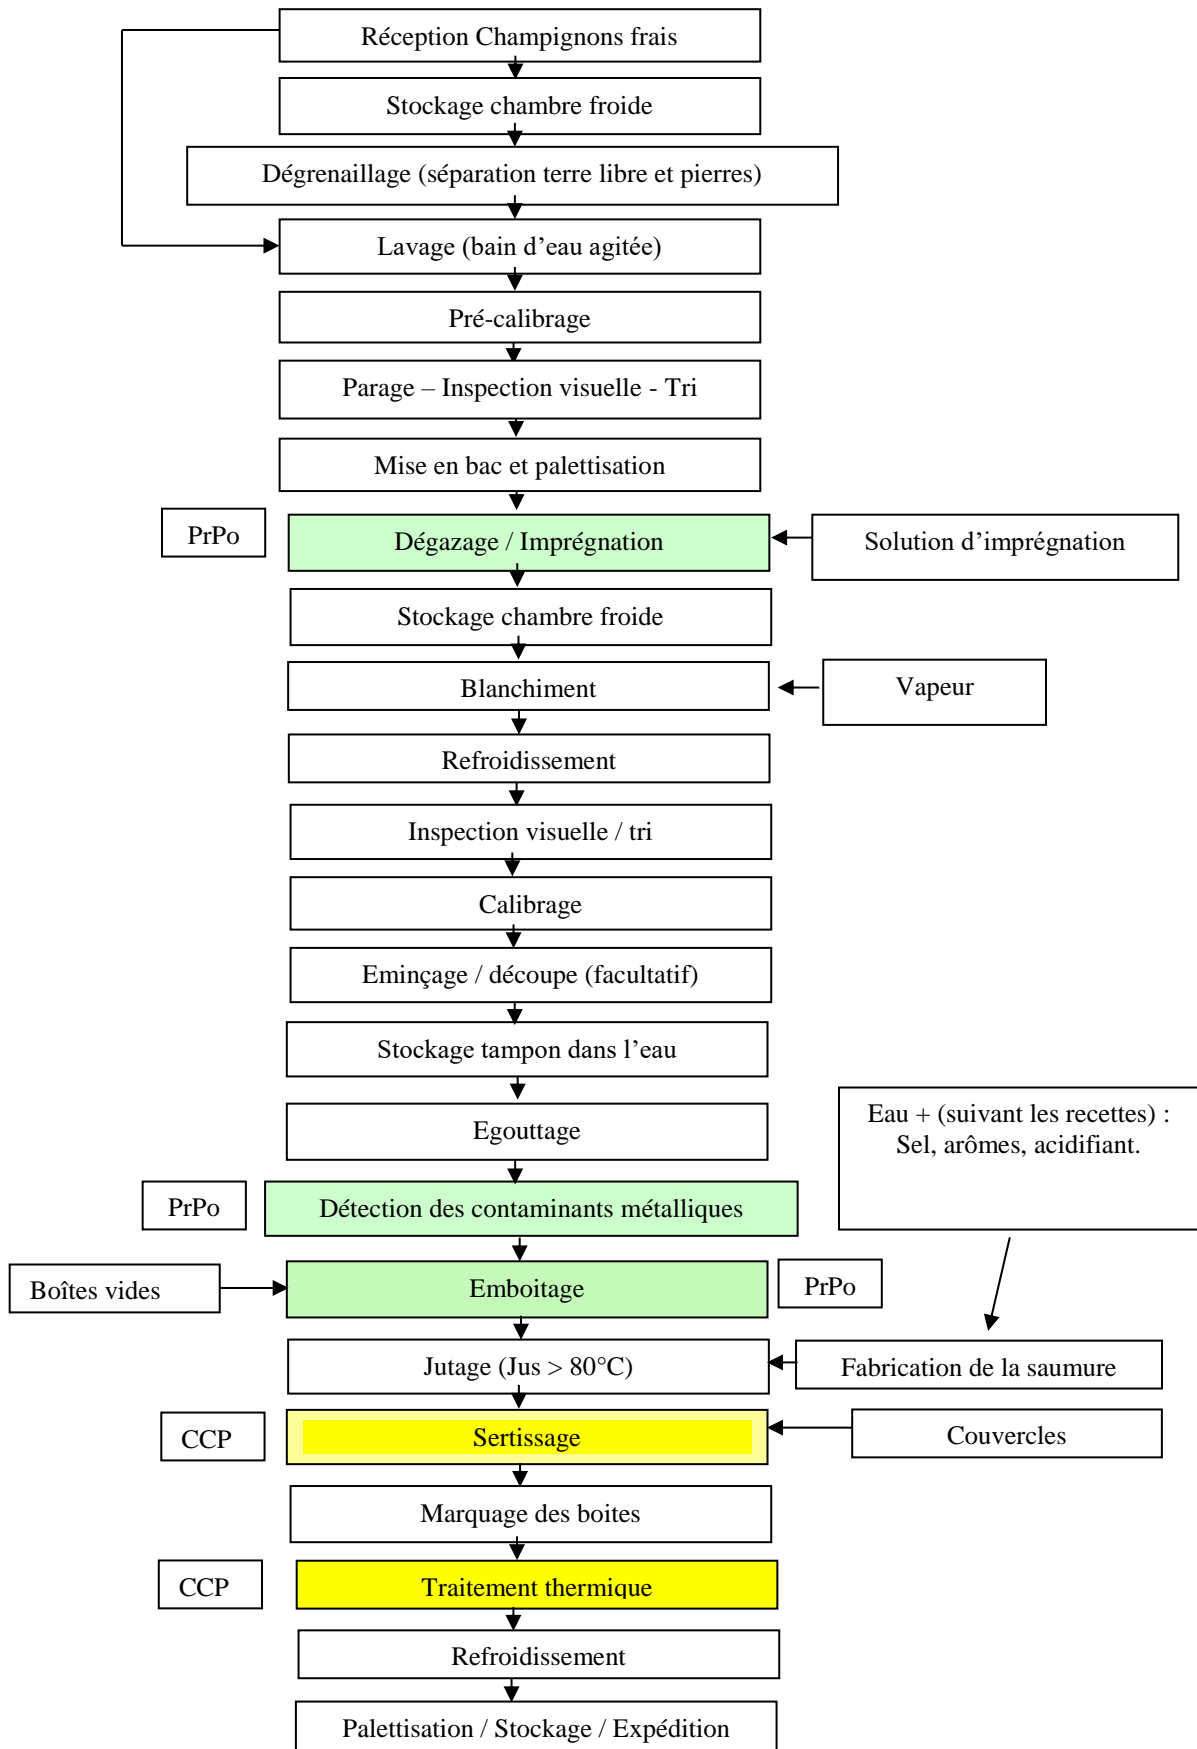 Réception Champignons frais
Stockage chambre froide
Dégrenaillage (séparation terre libre et pierres)
Lavage (bain d’eau agitée)
Pré-calibrage
Parage – Inspection visuelle - Tri
Mise en bac et palettisation
PrPo
Dégazage / Imprégnation
Solution d’imprégnation
Stockage chambre froide
Blanchiment
Vapeur
Refroidissement
Inspection visuelle / tri
Calibrage
Eminçage / découpe (facultatif)
Stockage tampon dans l’eau
Egouttage
Eau + (suivant les recettes) :
Sel, arômes, acidifiant.
PrPo
Détection des contaminants métalliques
Boîtes vides
Emboitage
PrPo
Jutage (Jus > 80°C)
Fabrication de la saumure
CCP
Sertissage
Couvercles
Marquage des boites
CCP
Traitement thermique
Refroidissement
Palettisation / Stockage / Expédition